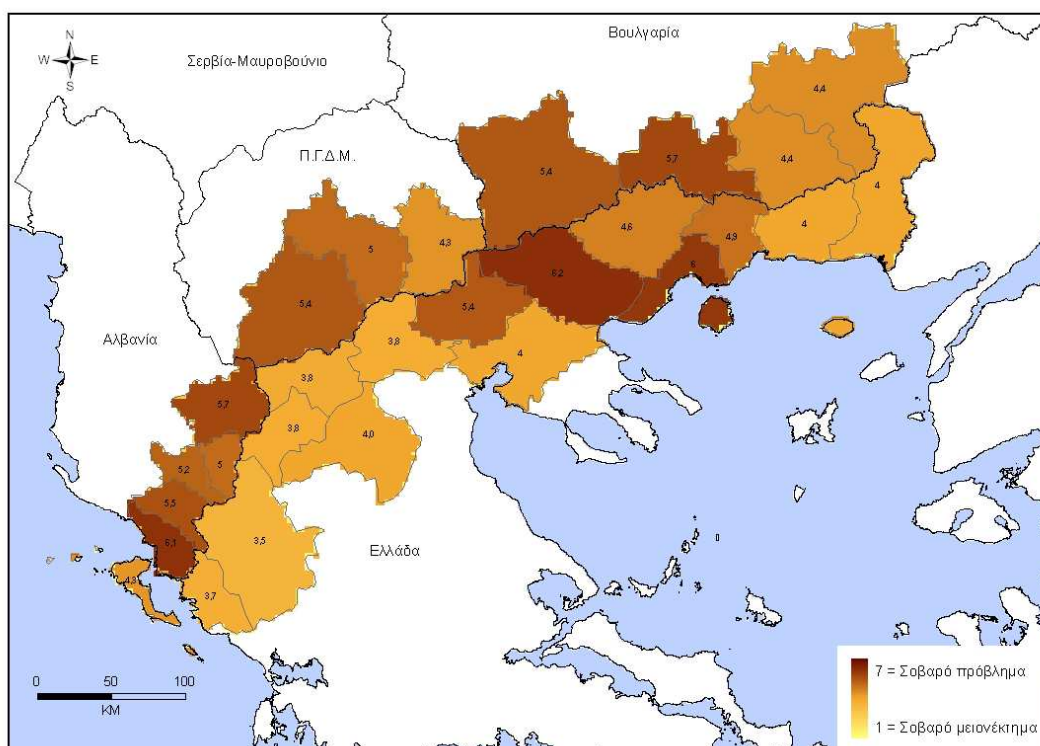 Βουλγαρία
N
W E
S
Σερβία-Μαυροβούνιο
4,4
Π.Γ.Δ.Μ.
5,4
5,7
4,4
4
4,6
4
5
4,3
4,9
6,2
6
5,4
5,4
Αλβανία
3,8
4
3,8
5,7
3,8
4,0
5,2
5
5,5
6,1
3,5
Ελλάδα
4,3
3,7
7 = Σοβαρό πρόβλημα
0 50 100
KM
1 = Σοβαρό μειονέκτημα